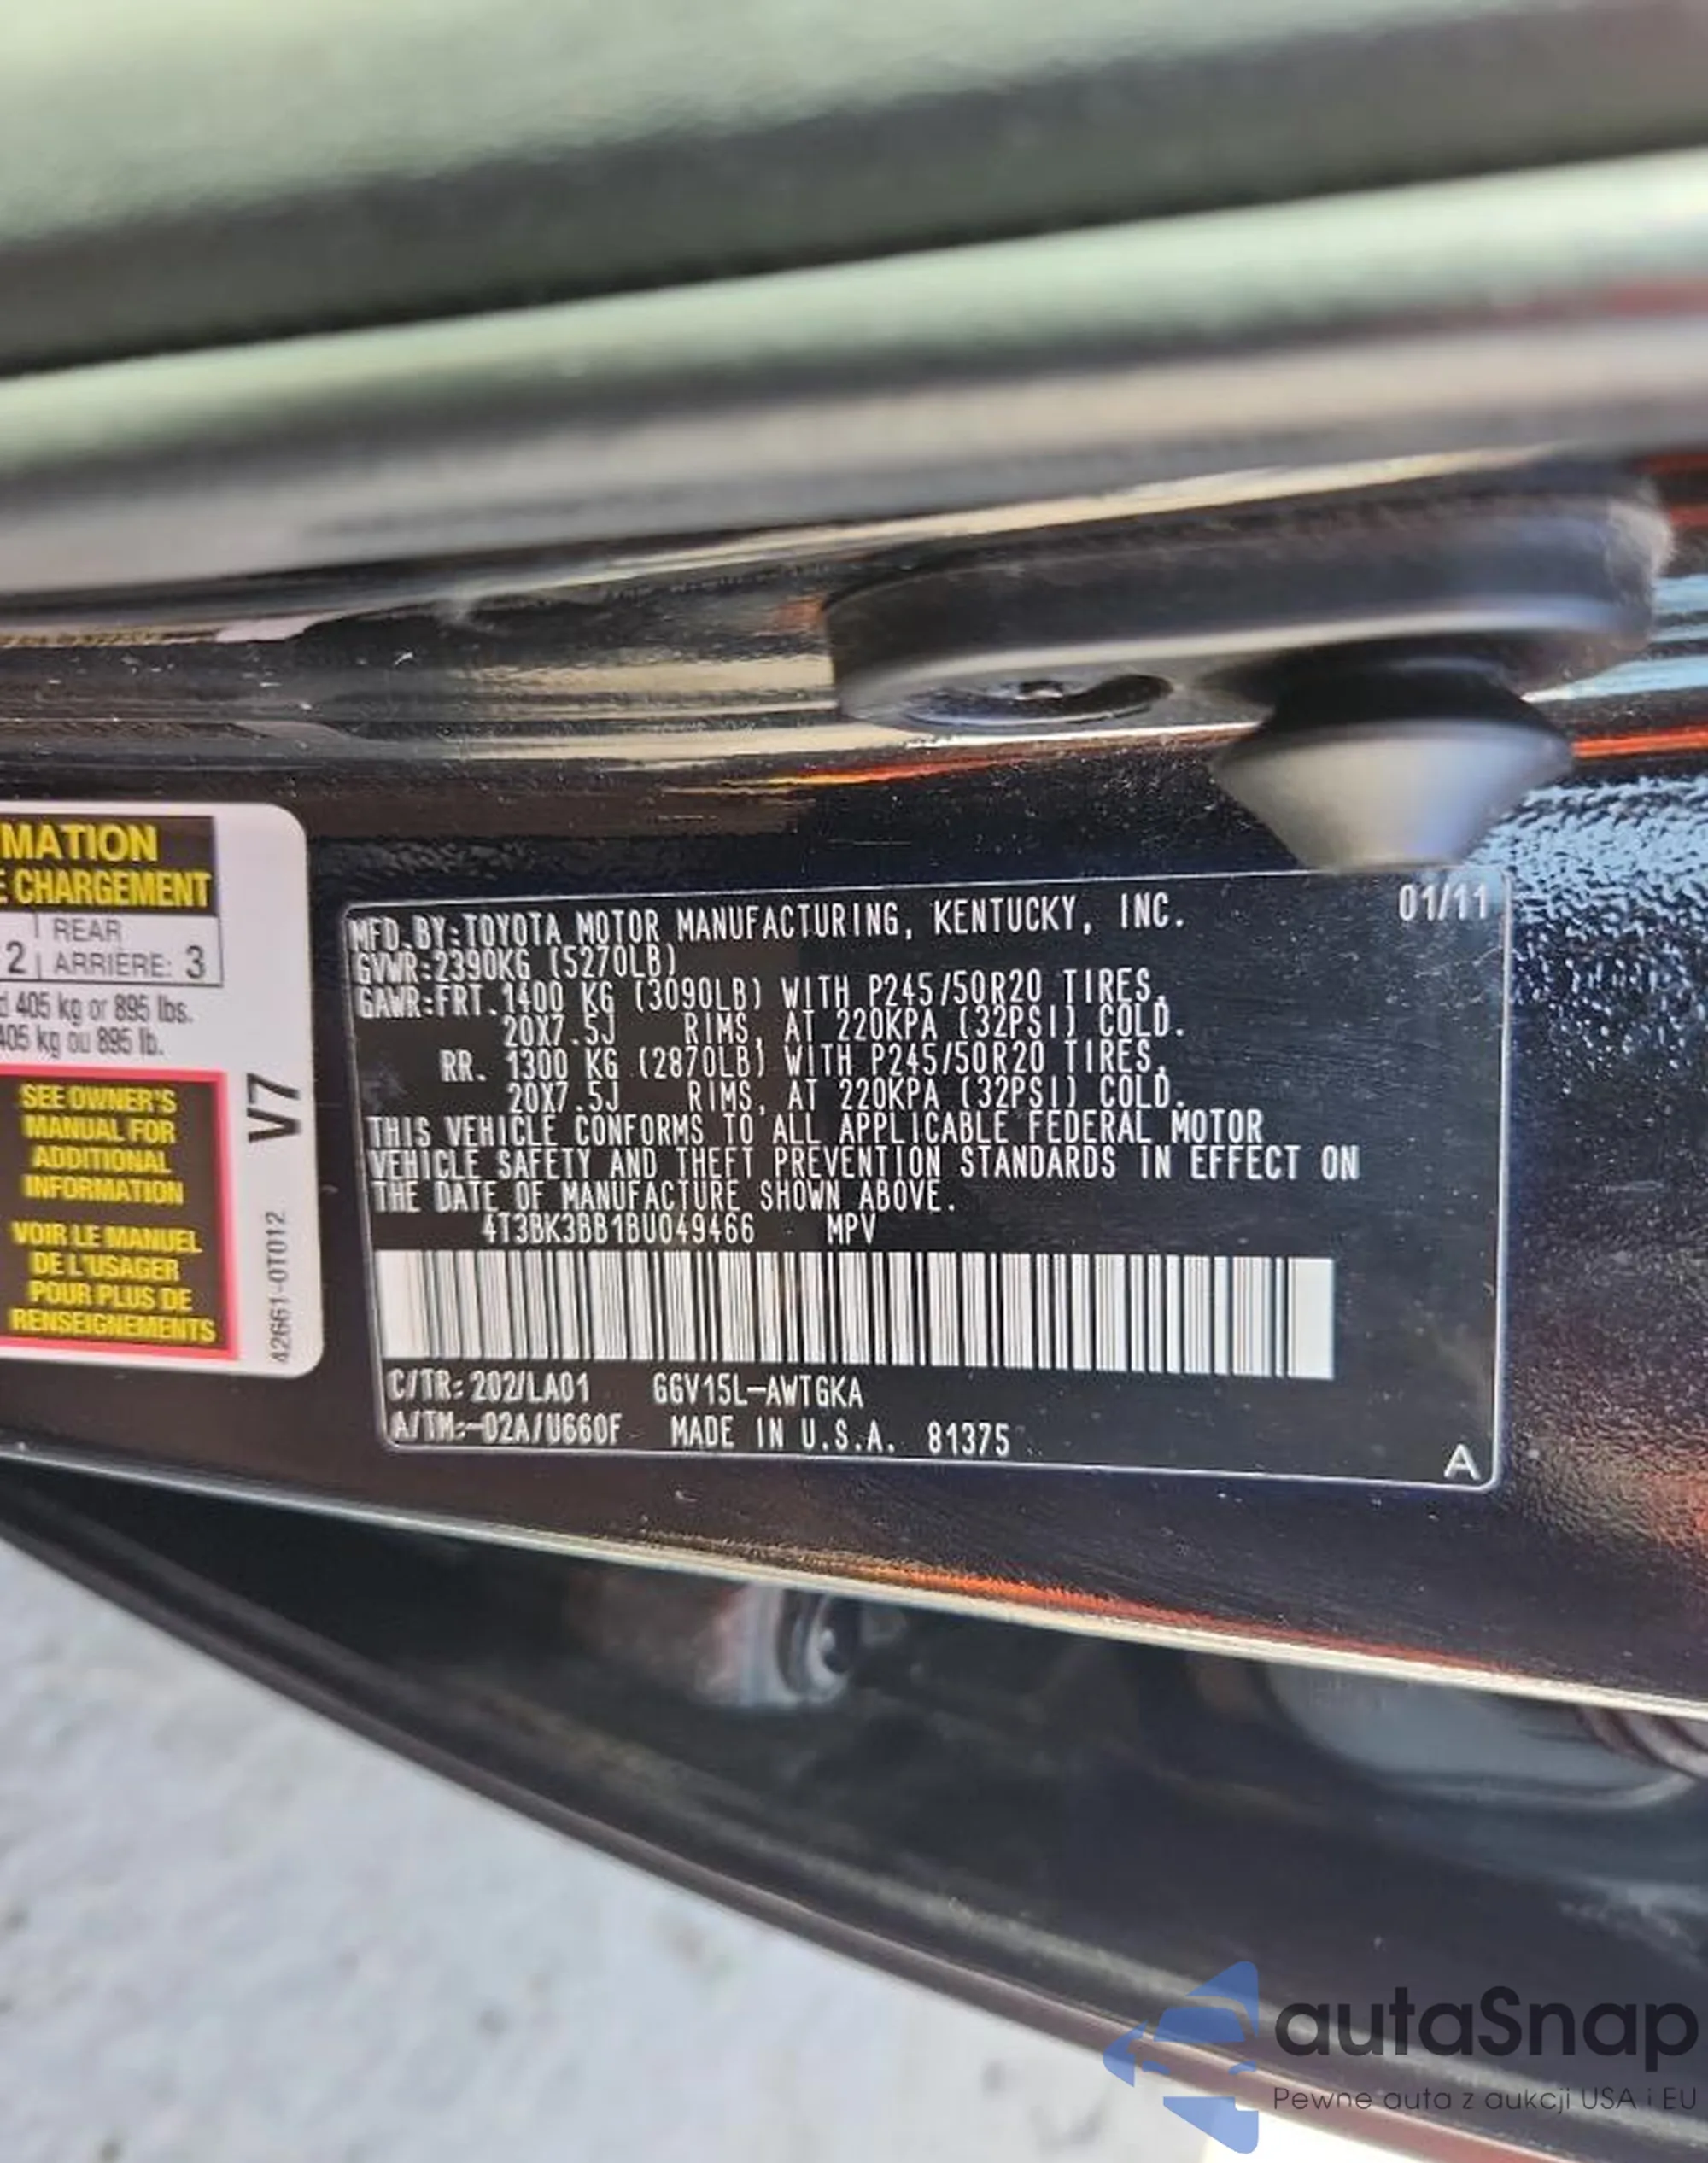 MATION
E CHARGEMENT
REAR
2 ARRIÈRE: 3
405 kg or 895 lbs.
405 kg ou 895 lb.
SEE OWNER'S
MANUAL FOR
ADDITIONAL
INFORMATION
VOIR LE MANUEL
DE L'USAGER
POUR PLUS DE
RENSEIGNEMENTS
V7
42661-0T012
MFD.BY:TOYOTA MOTOR MANUFACTURING, KENTUCKY, INC. 01/11
GVWR:2390KG (5270LB)
GAWR:FRT.1400 KG (3090LB) WITH P245/50R20 TIRES,
20X7.5J RIMS, AT 220KPA (32PSI) COLD.
RR. 1300 KG (2870LB) WITH P245/50R20 TIRES,
20X7.5J RIMS, AT 220KPA (32PSI) COLD.
THIS VEHICLE CONFORMS TO ALL APPLICABLE FEDERAL MOTOR
VEHICLE SAFETY AND THEFT PREVENTION STANDARDS IN EFFECT ON
THE DATE OF MANUFACTURE SHOWN ABOVE.
4T3BK3BB1BU049466 MPV
C/TR: 202/LA01 GGV15L-AWTGKA
A/TM:-02A/U660F MADE IN U.S.A. 81375
A
autaSnap
Pewne auta z aukcji USA i EU